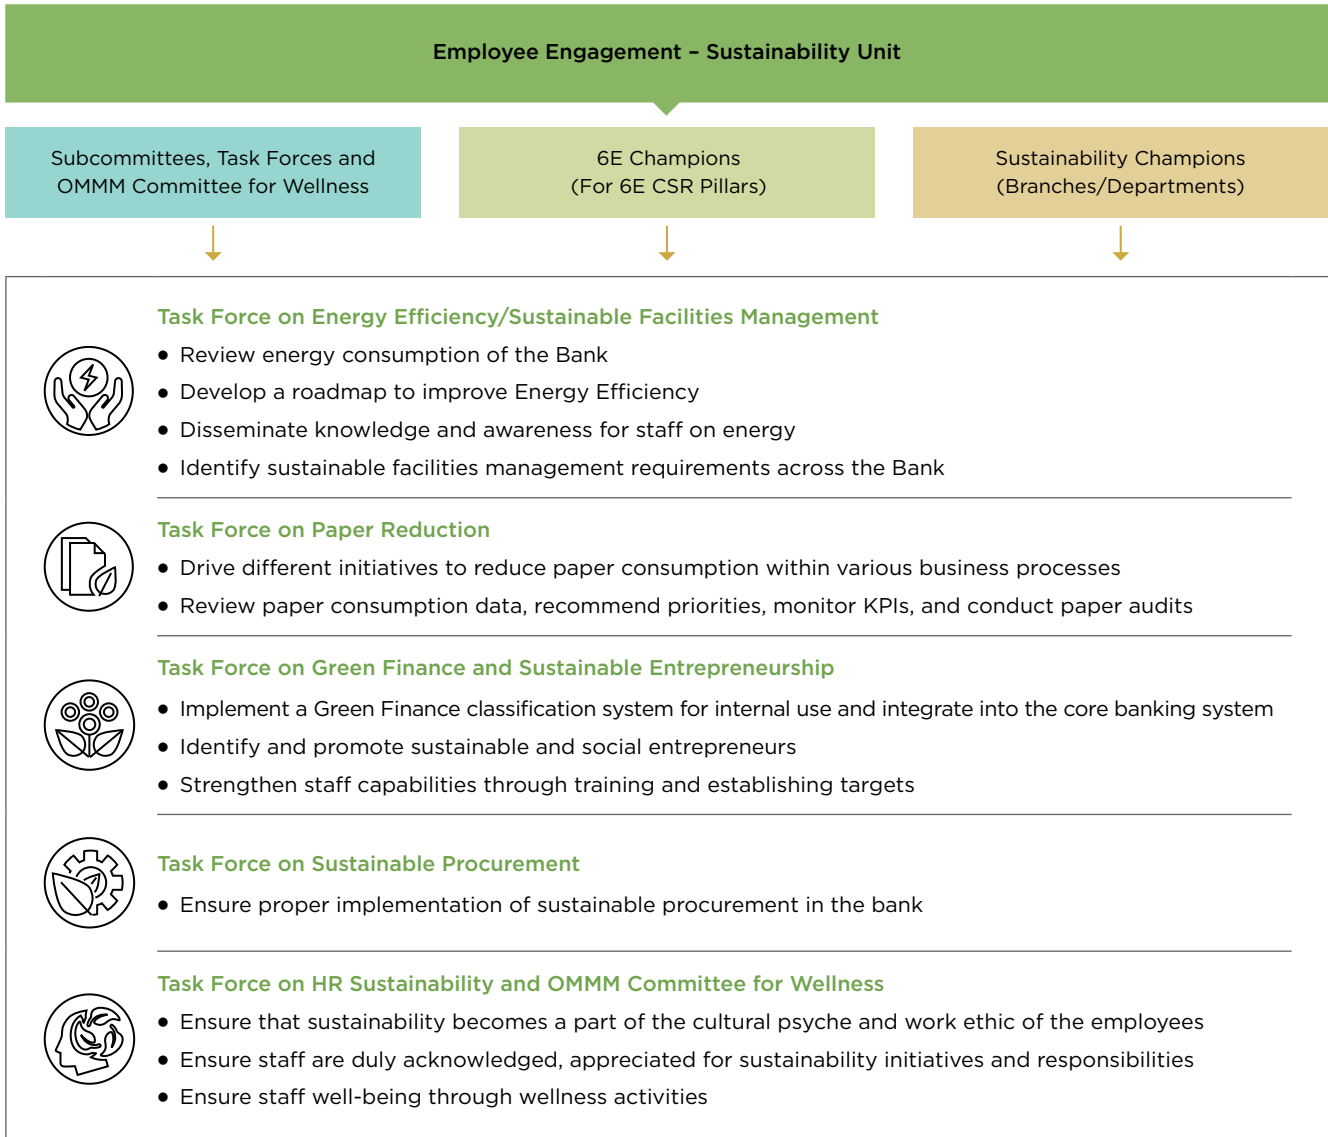 Employee Engagement – Sustainability Unit
Subcommittees, Task Forces and
OMMM Committee for Wellness
6E Champions
(For 6E CSR Pillars)
Sustainability Champions
(Branches/Departments)
Task Force on Energy Efficiency/Sustainable Facilities Management
● Review energy consumption of the Bank
● Develop a roadmap to improve Energy Efficiency
● Disseminate knowledge and awareness for staff on energy
● Identify sustainable facilities management requirements across the Bank
Task Force on Paper Reduction
● Drive different initiatives to reduce paper consumption within various business processes
● Review paper consumption data, recommend priorities, monitor KPIs, and conduct paper audits
Task Force on Green Finance and Sustainable Entrepreneurship
● Implement a Green Finance classification system for internal use and integrate into the core banking system
● Identify and promote sustainable and social entrepreneurs
● Strengthen staff capabilities through training and establishing targets
Task Force on Sustainable Procurement
● Ensure proper implementation of sustainable procurement in the bank
Task Force on HR Sustainability and OMMM Committee for Wellness
● Ensure that sustainability becomes a part of the cultural psyche and work ethic of the employees
● Ensure staff are duly acknowledged, appreciated for sustainability initiatives and responsibilities
● Ensure staff well-being through wellness activities